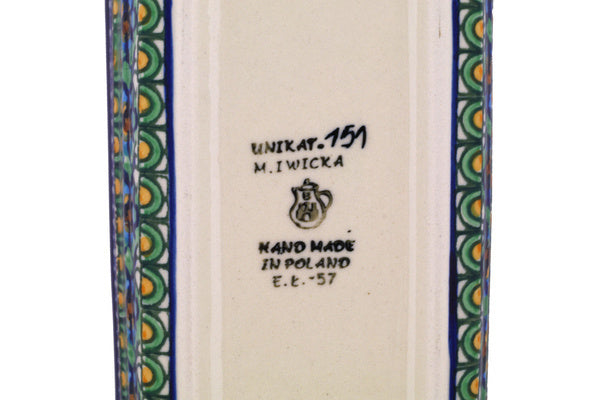 UNIKAT. 151
M. IWICKA
HAND MADE
IN POLAND
E.Ł.-57